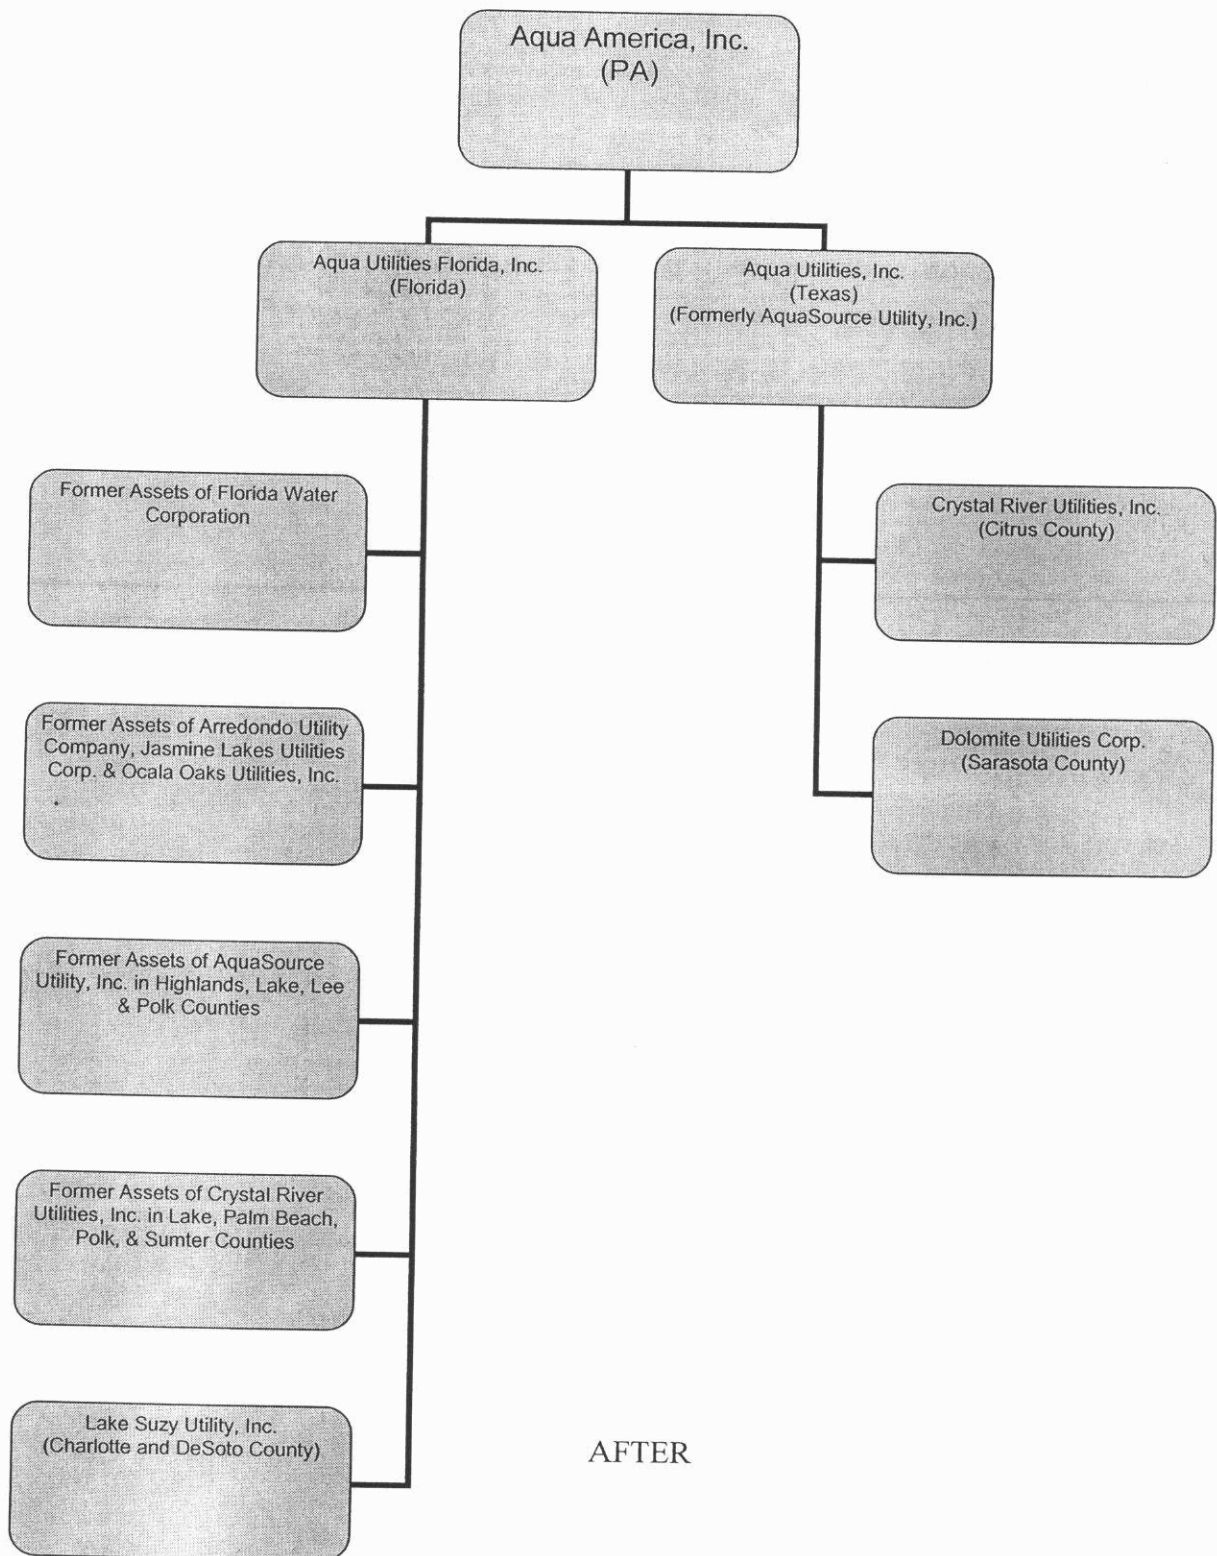 Aqua America, Inc.
(PA)
Aqua Utilities Florida, Inc.
(Florida)
Aqua Utilities, Inc.
(Texas)
(Formerly AquaSource Utility, Inc.)
Former Assets of Florida Water
Corporation
Crystal River Utilities, Inc.
(Citrus County)
Former Assets of Arredondo Utility
Company, Jasmine Lakes Utilities
Corp. & Ocala Oaks Utilities, Inc.
Dolomite Utilities Corp.
(Sarasota County)
Former Assets of AquaSource
Utility, Inc. in Highlands, Lake, Lee
& Polk Counties
Former Assets of Crystal River
Utilities, Inc. in Lake, Palm Beach,
Polk, & Sumter Counties
Lake Suzy Utility, Inc.
(Charlotte and DeSoto County)
AFTER